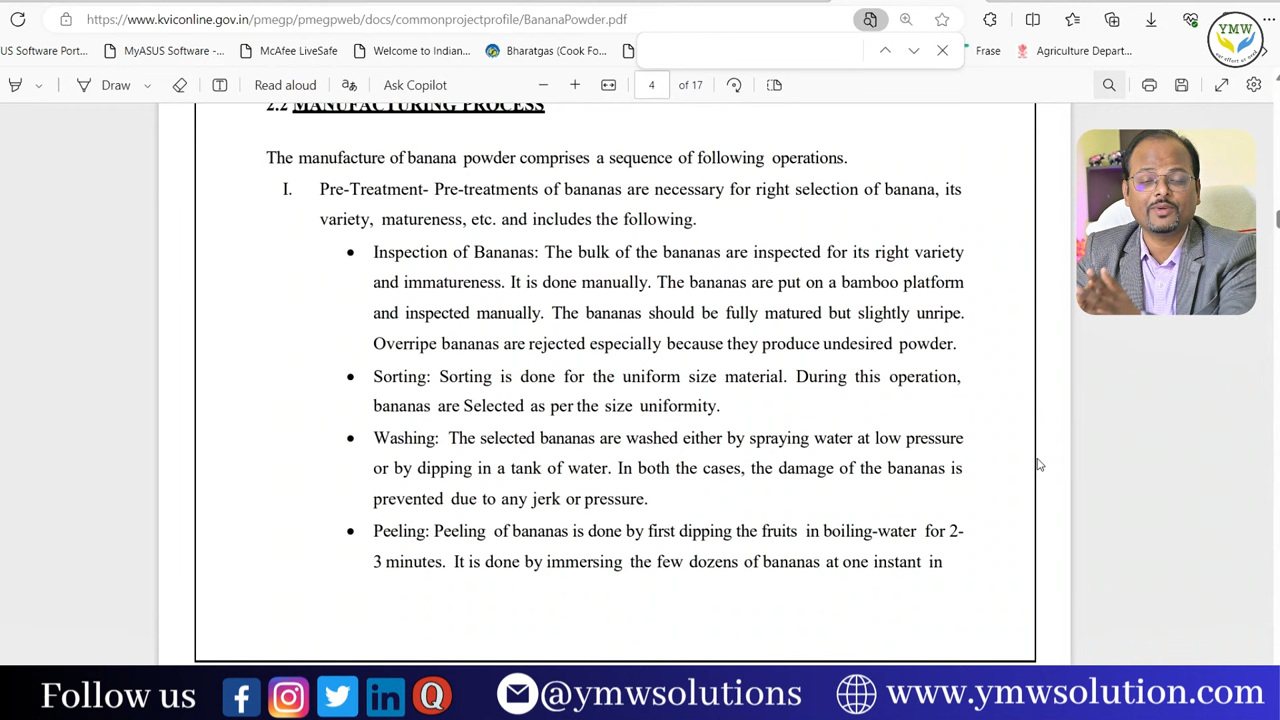 https://www.kviconline.gov.in/pmegp/pmegpweb/docs/commonprojectprofile/BananaPowder.pdf
US Software Port... MyASUS Software - ... McAfee LiveSafe Welcome to Indian... Bharatgas (Cook Fo... Frase Agriculture Depart...
YMW
Draw Read aloud aあ Ask Copilot 4 of 17
2.2 MANUFACTURING PROCESS
The manufacture of banana powder comprises a sequence of following operations.
I. Pre-Treatment- Pre-treatments of bananas are necessary for right selection of banana, its
variety, matureness, etc. and includes the following.
• Inspection of Bananas: The bulk of the bananas are inspected for its right variety
and immatureness. It is done manually. The bananas are put on a bamboo platform
and inspected manually. The bananas should be fully matured but slightly unripe.
Overripe bananas are rejected especially because they produce undesired powder.
• Sorting: Sorting is done for the uniform size material. During this operation,
bananas are Selected as per the size uniformity.
• Washing: The selected bananas are washed either by spraying water at low pressure
or by dipping in a tank of water. In both the cases, the damage of the bananas is
prevented due to any jerk or pressure.
• Peeling: Peeling of bananas is done by first dipping the fruits in boiling-water for 2-
3 minutes. It is done by immersing the few dozens of bananas at one instant in
Follow us @ymwsolutions www.ymwsolution.com